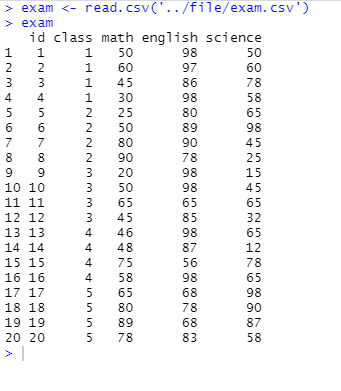 > exam <- read.csv('../file/exam.csv')
> exam
   id class math english science
1   1     1   50      98      50
2   2     1   60      97      60
3   3     1   45      86      78
4   4     1   30      98      58
5   5     2   25      80      65
6   6     2   50      89      98
7   7     2   80      90      45
8   8     2   90      78      25
9   9     3   20      98      15
10 10     3   50      98      45
11 11     3   65      65      65
12 12     3   45      85      32
13 13     4   46      98      65
14 14     4   48      87      12
15 15     4   75      56      78
16 16     4   58      98      65
17 17     5   65      68      98
18 18     5   80      78      90
19 19     5   89      68      87
20 20     5   78      83      58
>